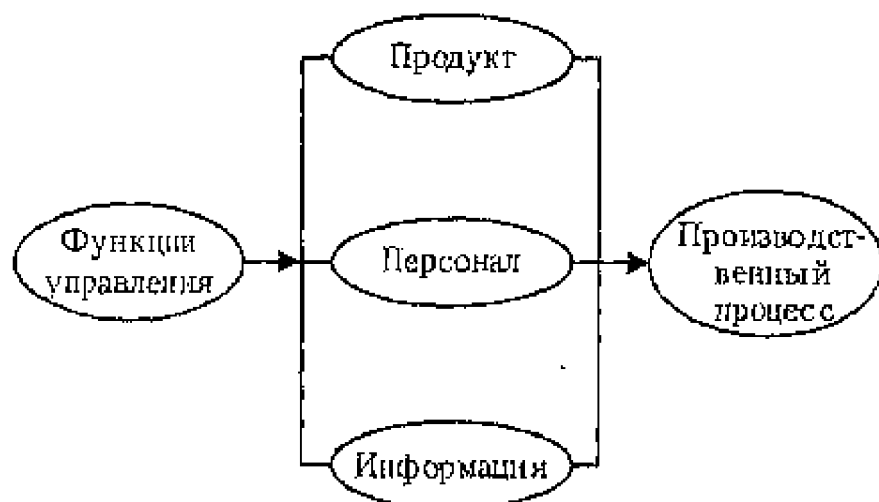 Продукт
Функции
управления
Персонал
Производст-
венный
процесс
Информация